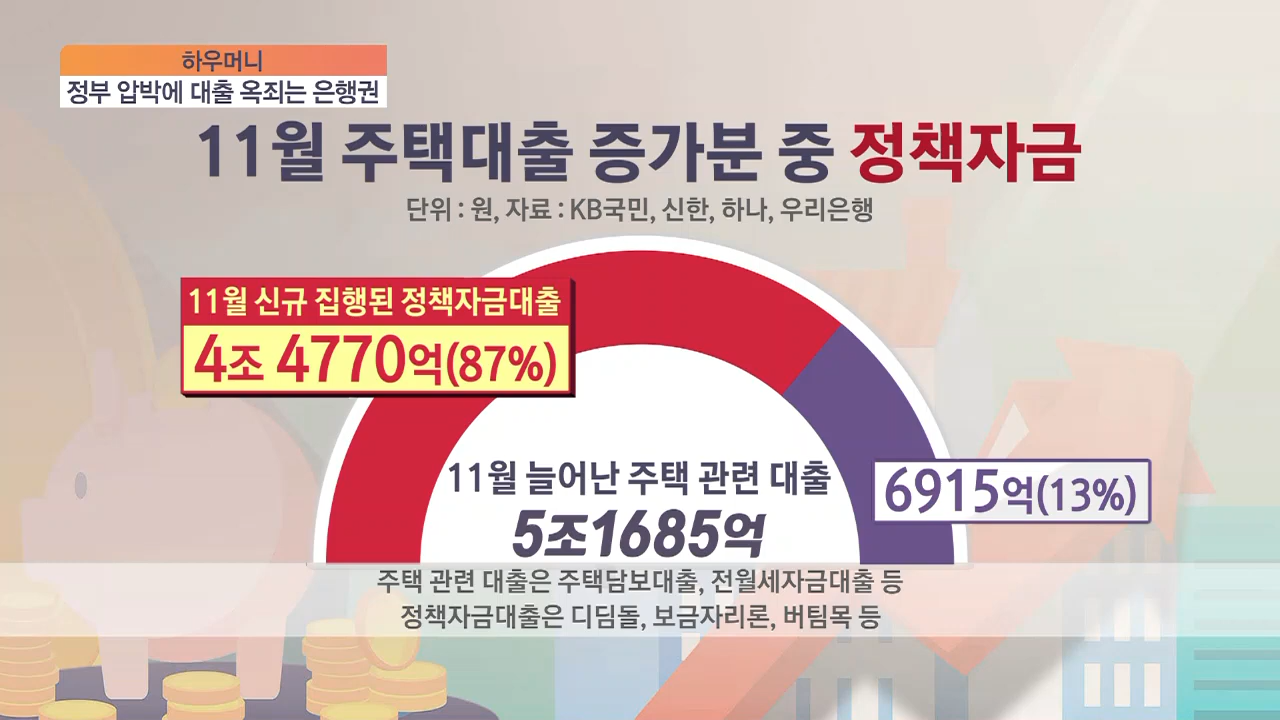 하우머니
정부 압박에 대출 옥죄는 은행권
11월 주택대출 증가분 중 정책자금
단위 : 원, 자료 : KB국민, 신한, 하나, 우리은행
11월 신규 집행된 정책자금대출
4조 4770억(87%)
11월 늘어난 주택 관련 대출
5조1685억
6915억(13%)
주택 관련 대출은 주택담보대출, 전월세자금대출 등
정책자금대출은 디딤돌, 보금자리론, 버팀목 등